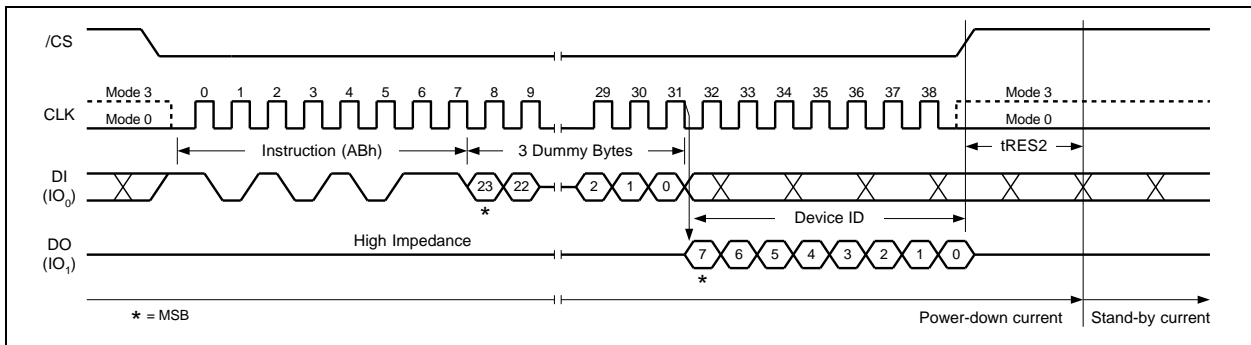 /CS
Mode 3 0 1 2 3 4 5 6 7 8 9 29 30 31 32 33 34 35 36 37 38 Mode 3
CLK
Mode 0 Mode 0
Instruction (ABh) 3 Dummy Bytes tRES2
DI
(IO0)
23 22 2 1 0
*
Device ID
High Impedance
DO
(IO1)
7 6 5 4 3 2 1 0
*
* = MSB
Power-down current Stand-by current